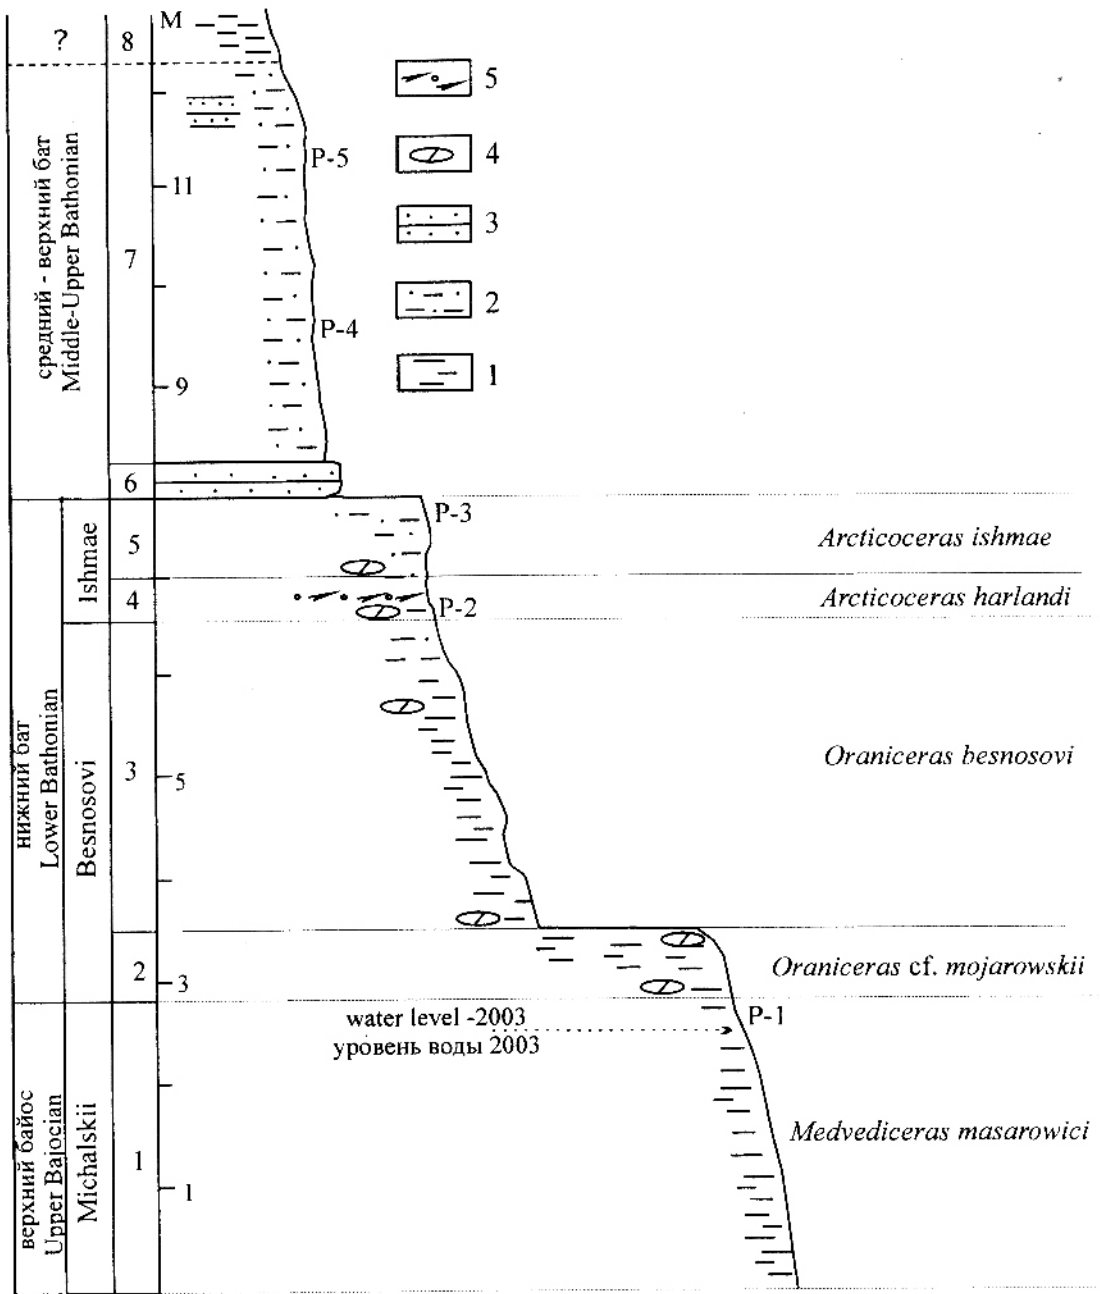 М
?
8
5
4
3
2
1
средний - верхний бат
Middle-Upper Bathonian
7
P-5
11
P-4
9
6
P-3
Ishmae
5
Arcticoceras ishmae
4
P-2
Arcticoceras harlandi
нижний бат
Lower Bathonian
Besnosovi
3
5
Oraniceras besnosovi
2
3
Oraniceras cf. mojarowskii
P-1
water level -2003
уровень воды 2003
верхний байос
Upper Bajocian
Michalskii
1
1
Medvediceras masarowici